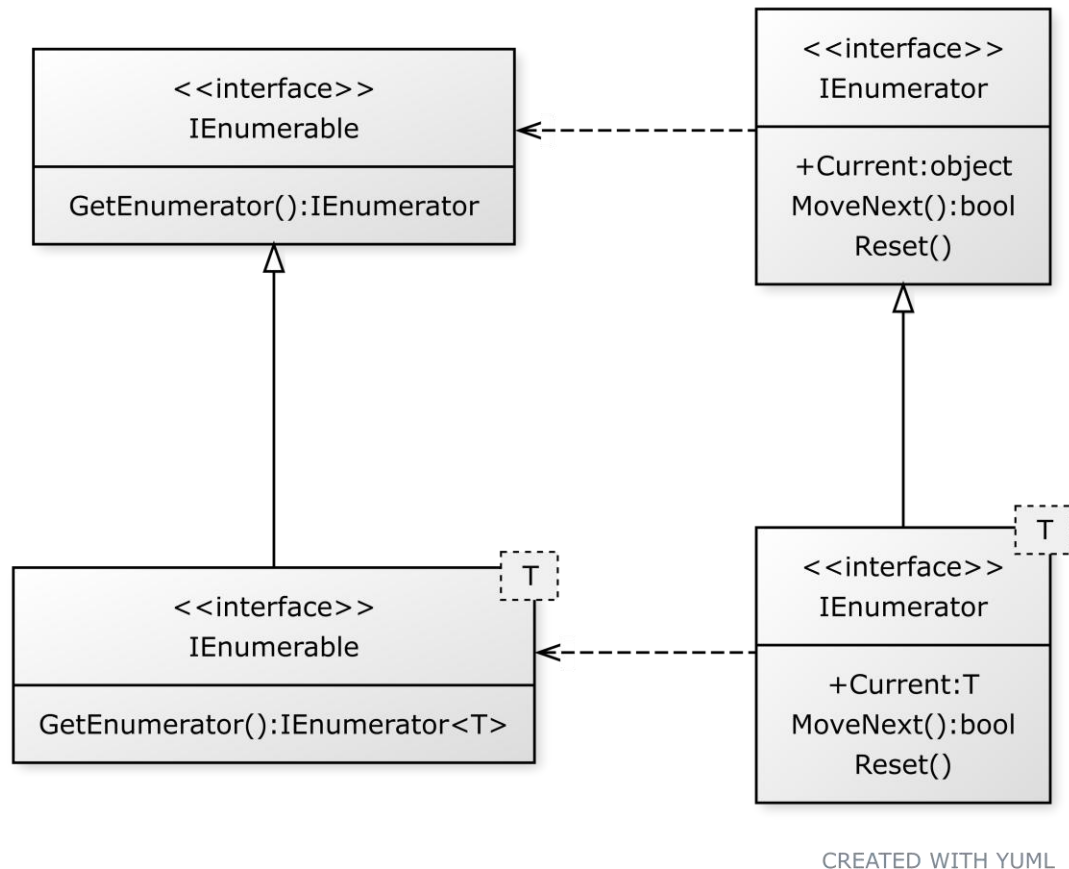 <<interface>>
IEnumerable
GetEnumerator():IEnumerator
<<interface>>
IEnumerator
+Current:object
MoveNext():bool
Reset()
T
<<interface>>
IEnumerable
GetEnumerator():IEnumerator<T>
T
<<interface>>
IEnumerator
+Current:T
MoveNext():bool
Reset()
CREATED WITH YUML